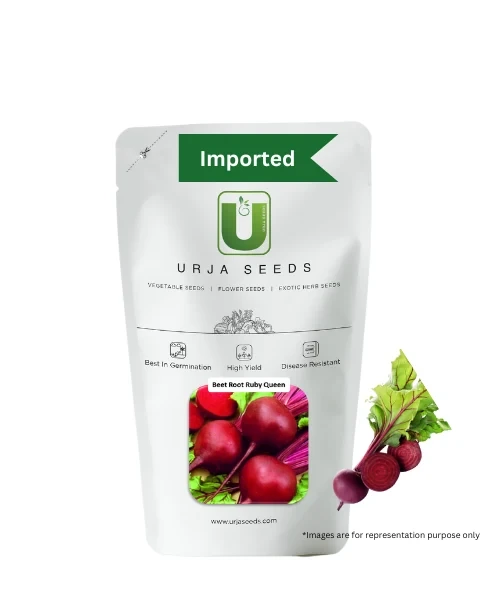 Imported
U
URJA SEEDS
VEGETABLE SEEDS | FLOWER SEEDS | EXOTIC HERB SEEDS
Best In Germination High Yield Disease Resistant
Beet Root Ruby Queen
www.urjaseeds.com
*Images are for representation purpose only